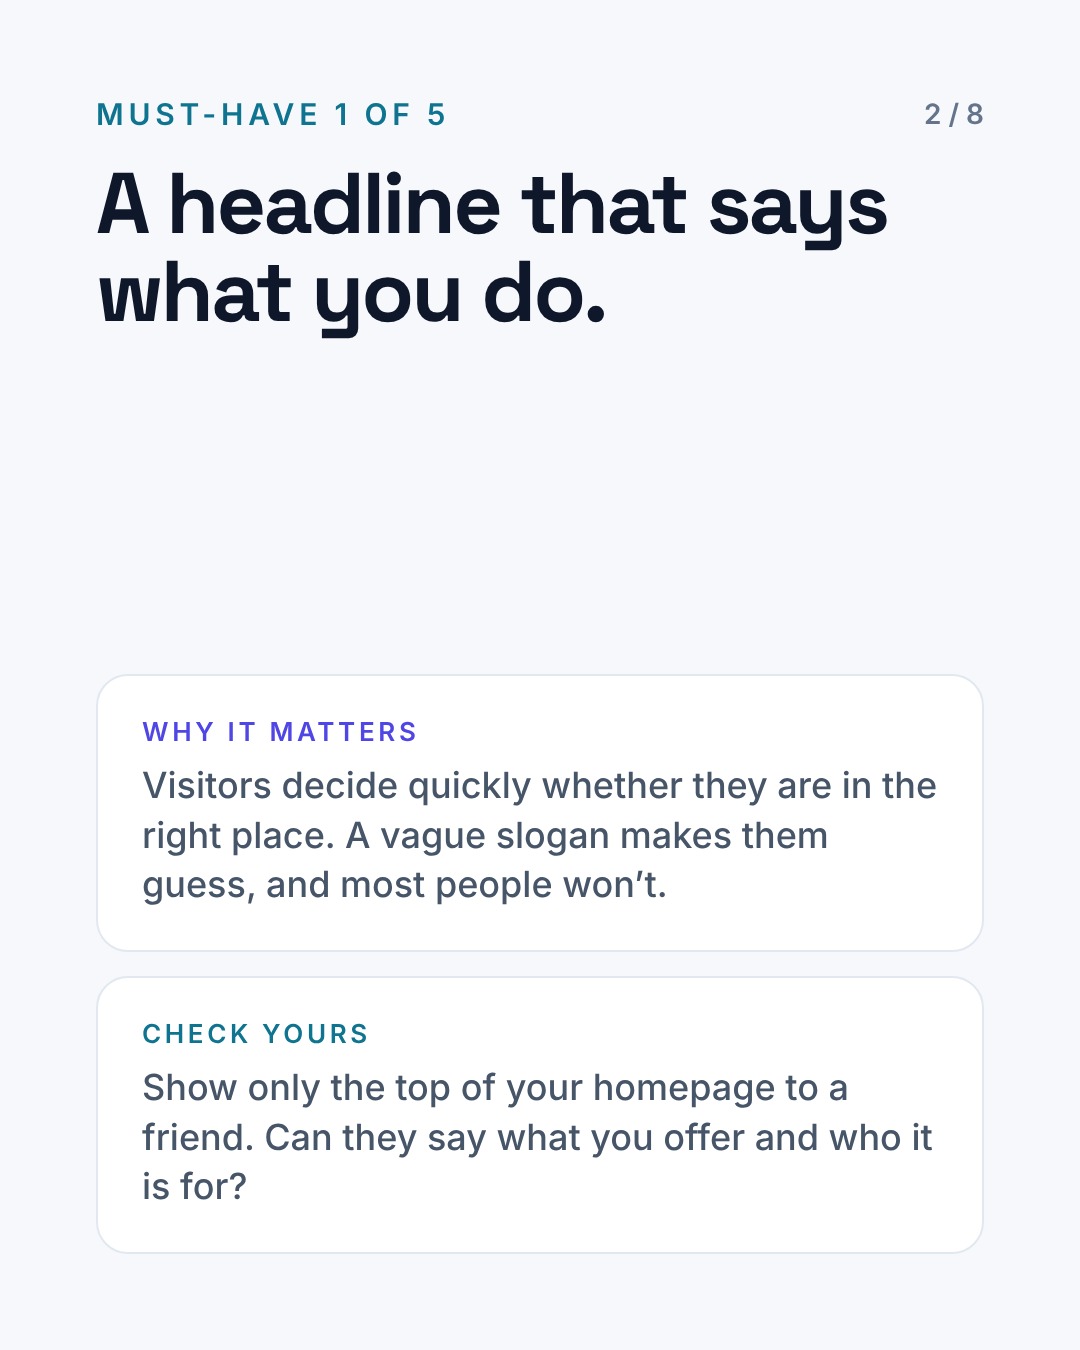 MUST-HAVE 1 OF 5
2 / 8
A headline that says
what you do.
WHY IT MATTERS
Visitors decide quickly whether they are in the
right place. A vague slogan makes them
guess, and most people won’t.
CHECK YOURS
Show only the top of your homepage to a
friend. Can they say what you offer and who it
is for?